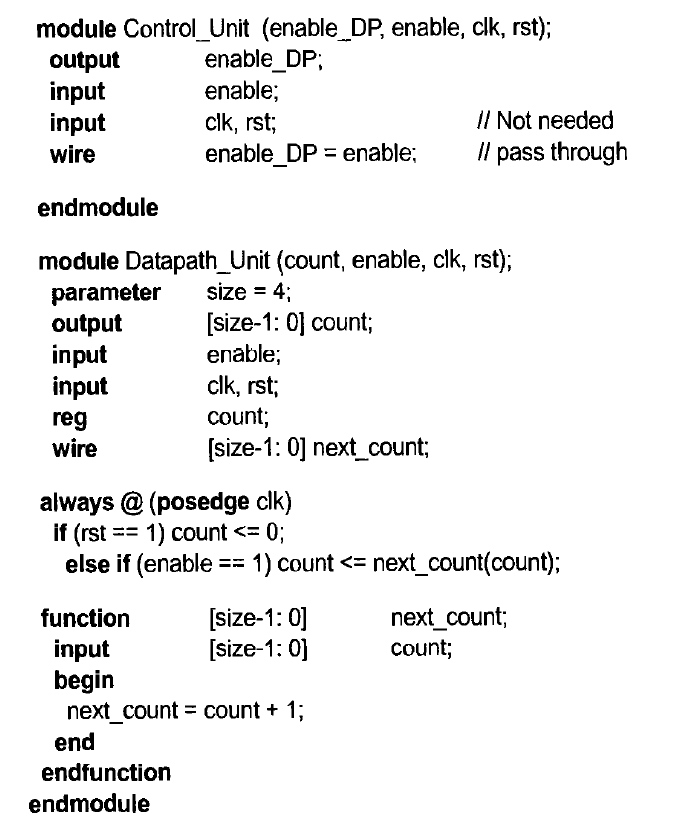 module Control_Unit (enable_DP, enable, clk, rst);
output enable_DP;
input enable;
input clk, rst; // Not needed
wire enable_DP = enable; // pass through
endmodule
module Datapath_Unit (count, enable, clk, rst);
parameter size = 4;
output [size-1: 0] count;
input enable;
input clk, rst;
reg count;
wire [size-1: 0] next_count;
always @ (posedge clk)
if (rst == 1) count <= 0;
else if (enable == 1) count <= next_count(count);
function [size-1: 0] next_count;
input [size-1: 0] count;
begin
next_count = count + 1;
end
endfunction
endmodule